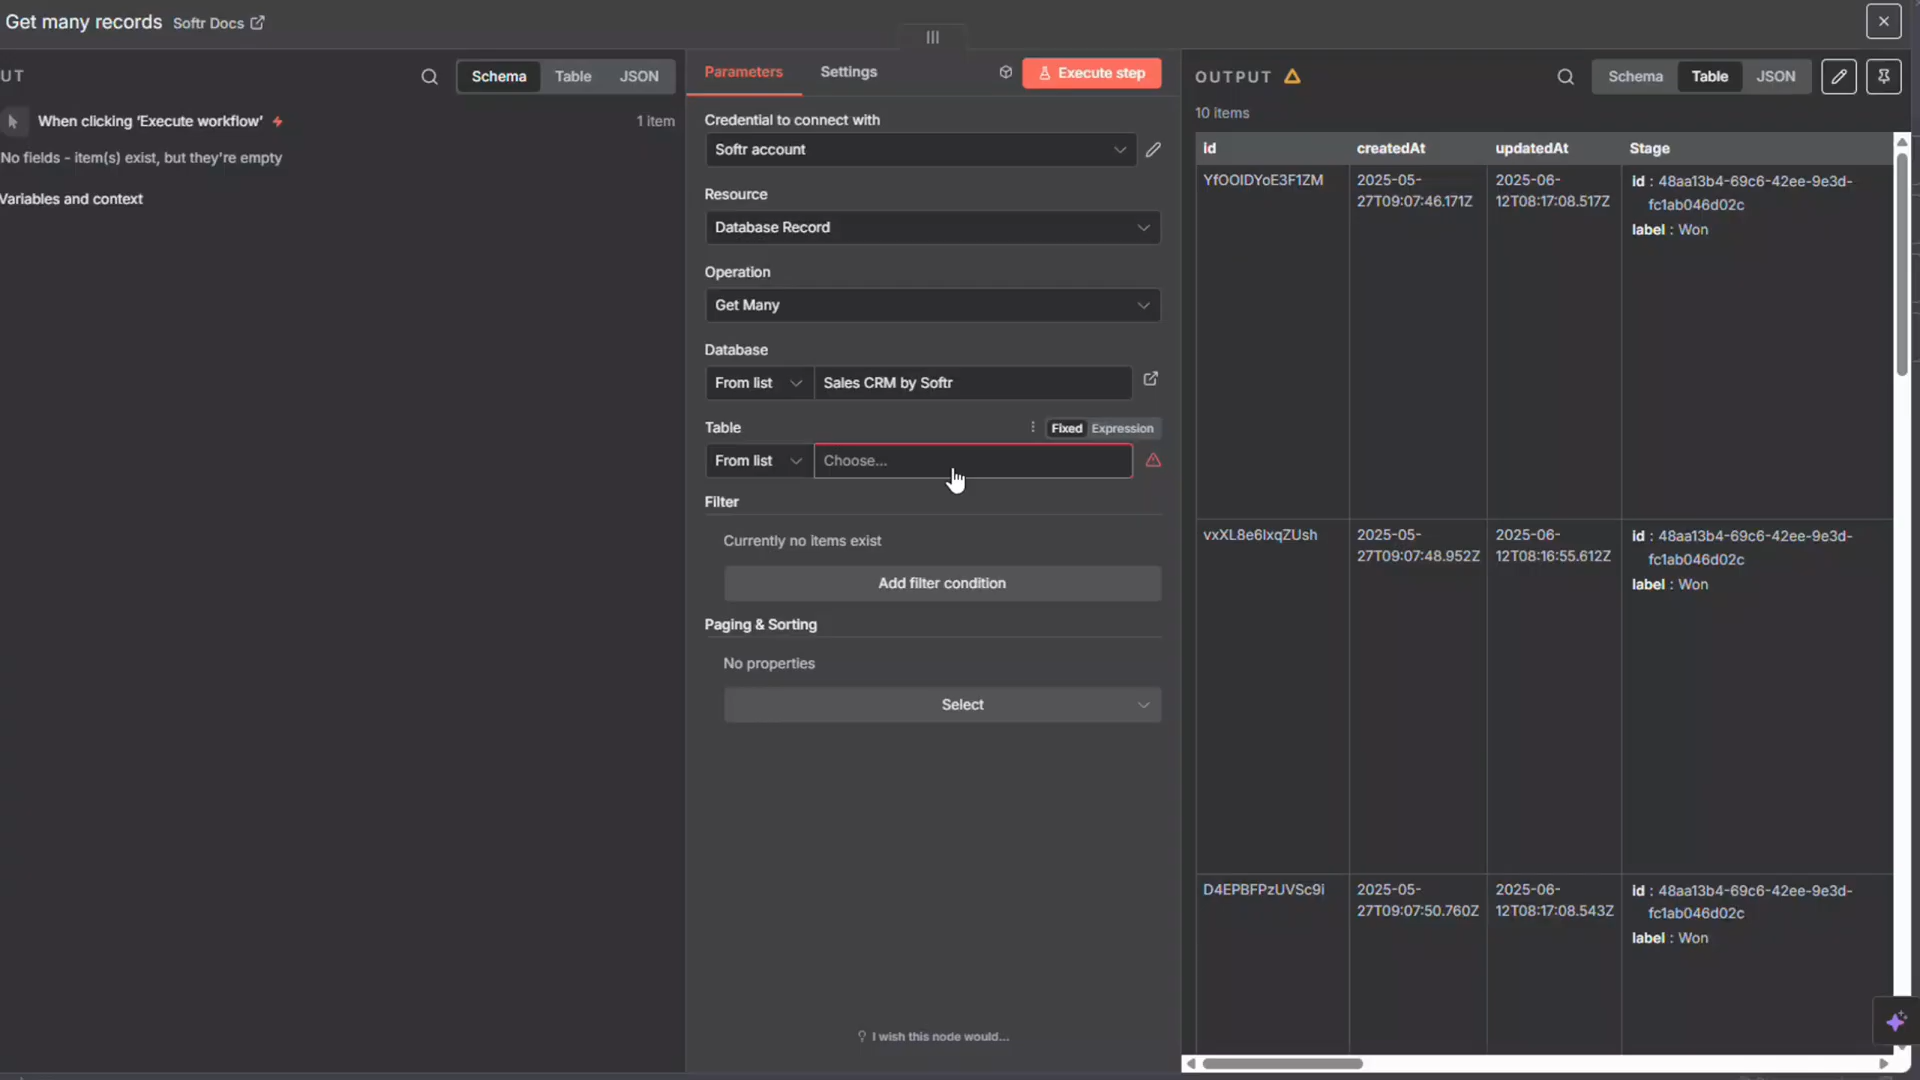 Get many records Softr Docs
UT
Schema Table JSON
When clicking ‘Execute workflow’ 1 item
No fields - item(s) exist, but they're empty
Variables and context
Parameters Settings Execute step
Credential to connect with
Softr account
Resource
Database Record
Operation
Get Many
Database
From list Sales CRM by Softr
Table Fixed Expression
From list Choose...
Filter
Currently no items exist
Add filter condition
Paging & Sorting
No properties
Select
I wish this node would...
OUTPUT Schema Table JSON
10 items
id createdAt updatedAt Stage
YfOOIDYoE3F1ZM 2025-05- 2025-06- id : 48aa13b4-69c6-42ee-9e3d-
27T09:07:46.171Z 12T08:17:08.517Z fc1ab046d02c
label : Won
vxXL8e6lxqZUsh 2025-05- 2025-06- id : 48aa13b4-69c6-42ee-9e3d-
27T09:07:48.952Z 12T08:16:55.612Z fc1ab046d02c
label : Won
D4EPBFPzUVSc9i 2025-05- 2025-06- id : 48aa13b4-69c6-42ee-9e3d-
27T09:07:50.760Z 12T08:17:08.543Z fc1ab046d02c
label : Won